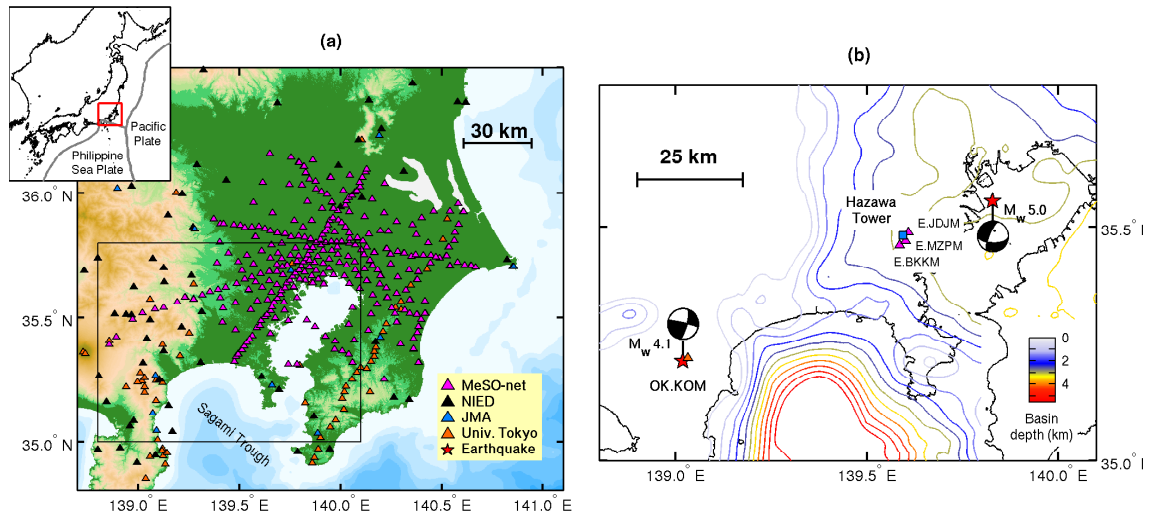 (a)
(b)
Pacific
Plate
Philippine
Sea Plate
30 km
36.0° N
35.5° N
35.0° N
139.0° E
139.5° E
140.0° E
140.5° E
141.0° E
Sagami Trough
MeSO-net
NIED
JMA
Univ. Tokyo
Earthquake
25 km
Hazawa
Tower
E.JDJM
E.MZPM
E.BKKM
Mw 5.0
Mw 4.1
OK.KOM
0
2
4
Basin
depth (km)
35.5°
35.0°
139.0° E
139.5° E
140.0° E